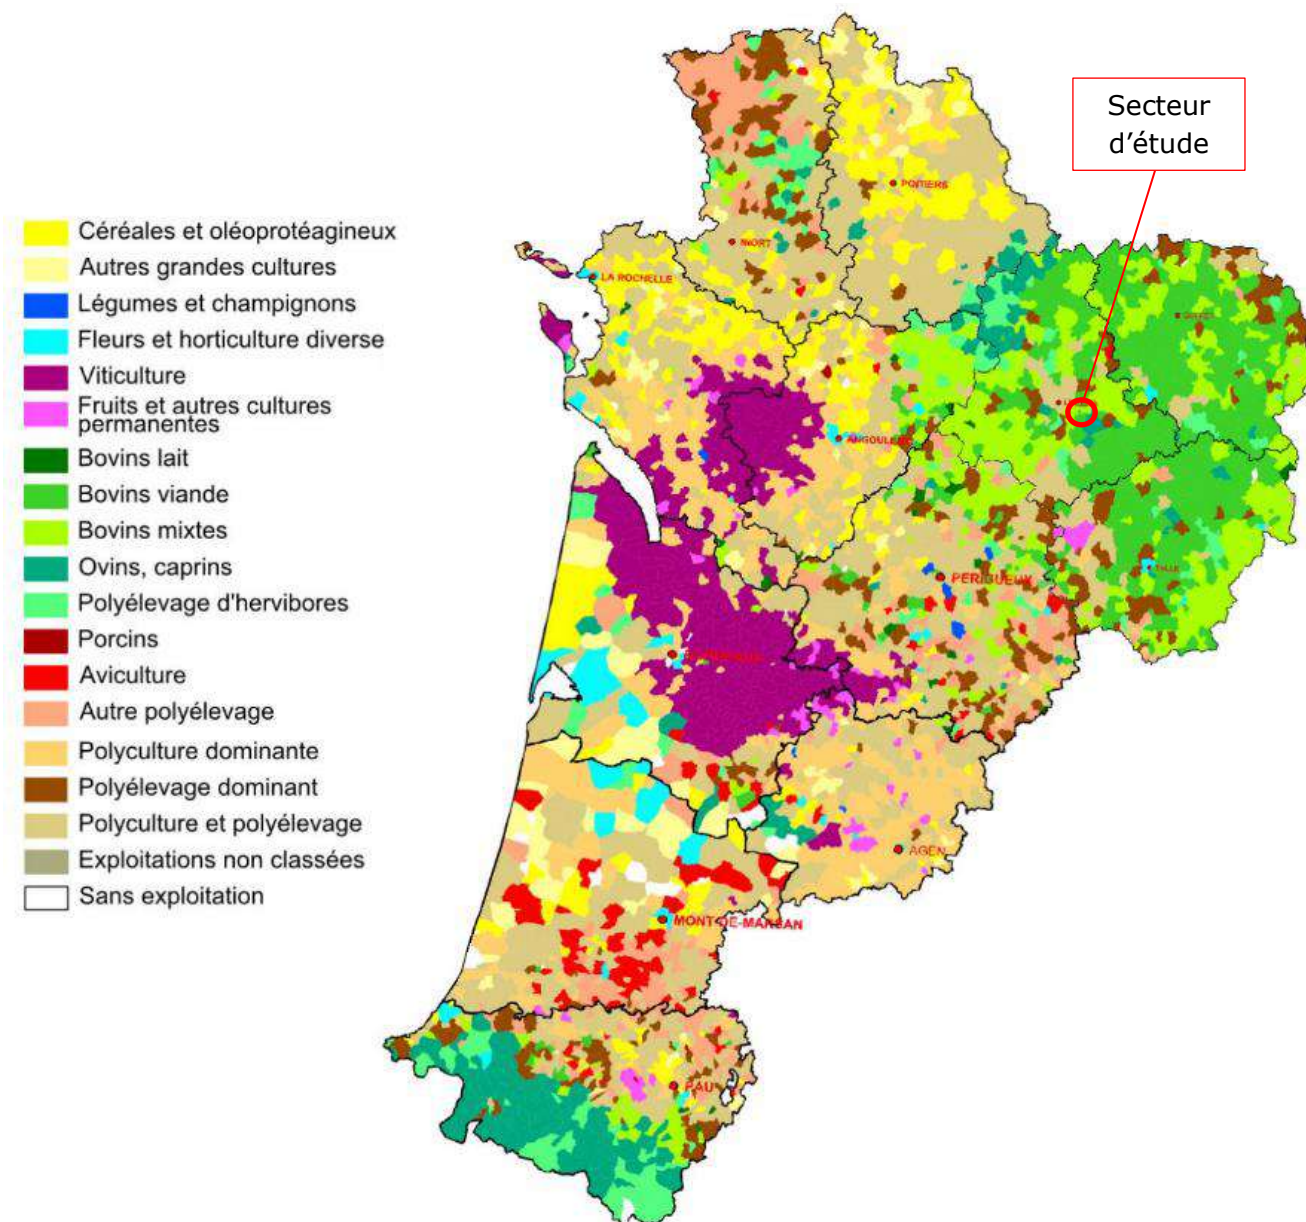 Secteur
d'étude
Céréales et oléoprotéagineux
Autres grandes cultures
Légumes et champignons
Fleurs et horticulture diverse
Viticulture
Fruits et autres cultures
permanentes
Bovins lait
Bovins viande
Bovins mixtes
Ovins, caprins
Polyélevage d'hervibores
Porcins
Aviculture
Autre polyélevage
Polyculture dominante
Polyélevage dominant
Polyculture et polyélevage
Exploitations non classées
Sans exploitation
POITIERS
NIORT
LA ROCHELLE
ANGOULEME
PERIGUEUX
TULLE
AGEN
MONT-DE-MARSAN
PAU